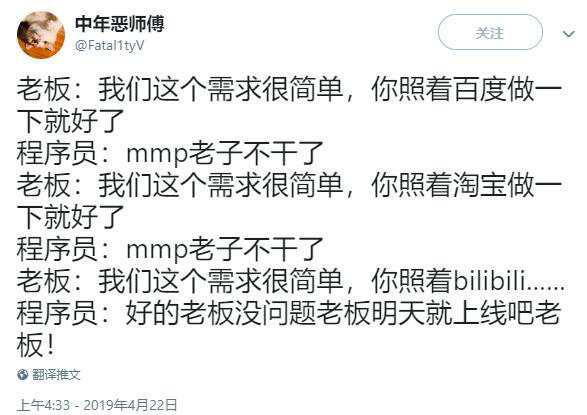 中年恶师傅
@Fatal1tyV
关注
老板：我们这个需求很简单，你照着百度做一
下就好了
程序员：mmp老子不干了
老板：我们这个需求很简单，你照着淘宝做一
下就好了
程序员：mmp老子不干了
老板：我们这个需求很简单，你照着bilibili......
程序员：好的老板没问题老板明天就上线吧老
板！
翻译推文
上午4:33 - 2019年4月22日